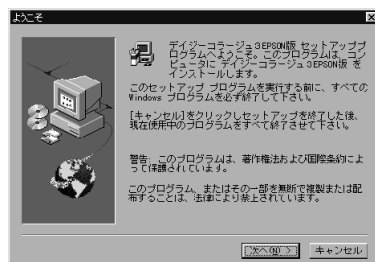 ようこそ
デイジーコラージュ3EPSON版 セットアッププ
ログラムへようこそ。このプログラムは、コン
ピュータに デイジーコラージュ3EPSON版 を
インストールします。
このセットアップ プログラムを実行する前に、すべての
Windows プログラムを必ず終了して下さい。
[キャンセル]をクリックしセットアップを終了した後、
現在使用中のプログラムをすべて終了させて下さい。
警告: このプログラムは、著作権法および国際条約によ
って保護されています。
このプログラム、またはその一部を無断で複製または配
布することは、法律により禁止されています。
次へ(N) >
キャンセル